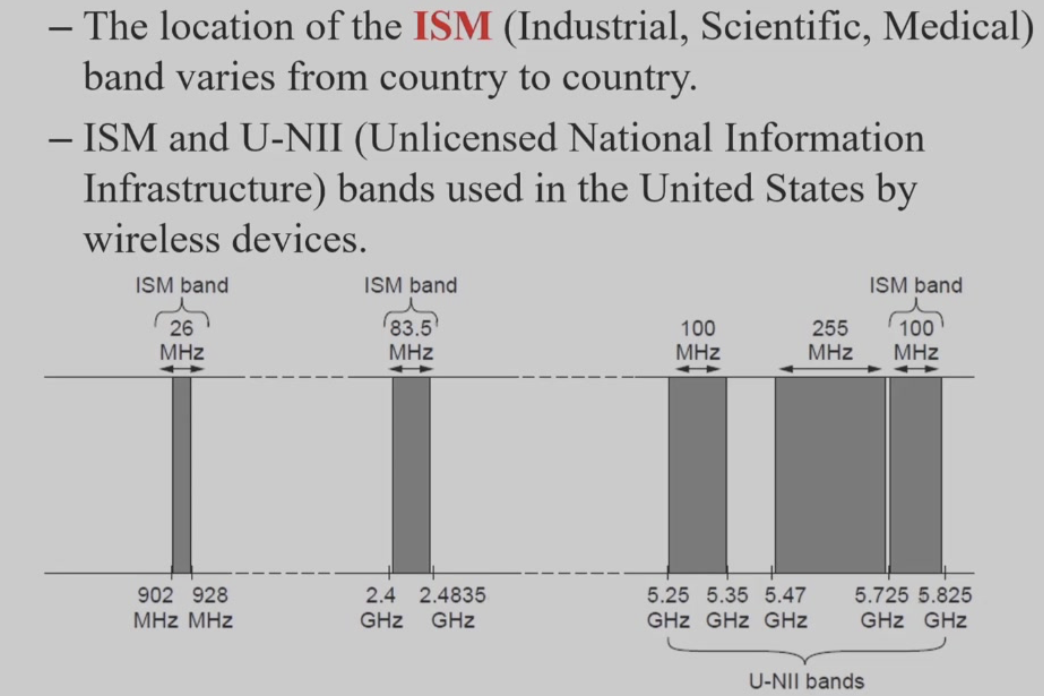 – The location of the ISM (Industrial, Scientific, Medical)
band varies from country to country.
– ISM and U-NII (Unlicensed National Information
Infrastructure) bands used in the United States by
wireless devices.
ISM band ISM band ISM band
26 83.5 100 255 100
MHz MHz MHz MHz MHz
902 928 2.4 2.4835 5.25 5.35 5.47 5.725 5.825
MHz MHz GHz GHz GHz GHz GHz GHz GHz
U-NII bands